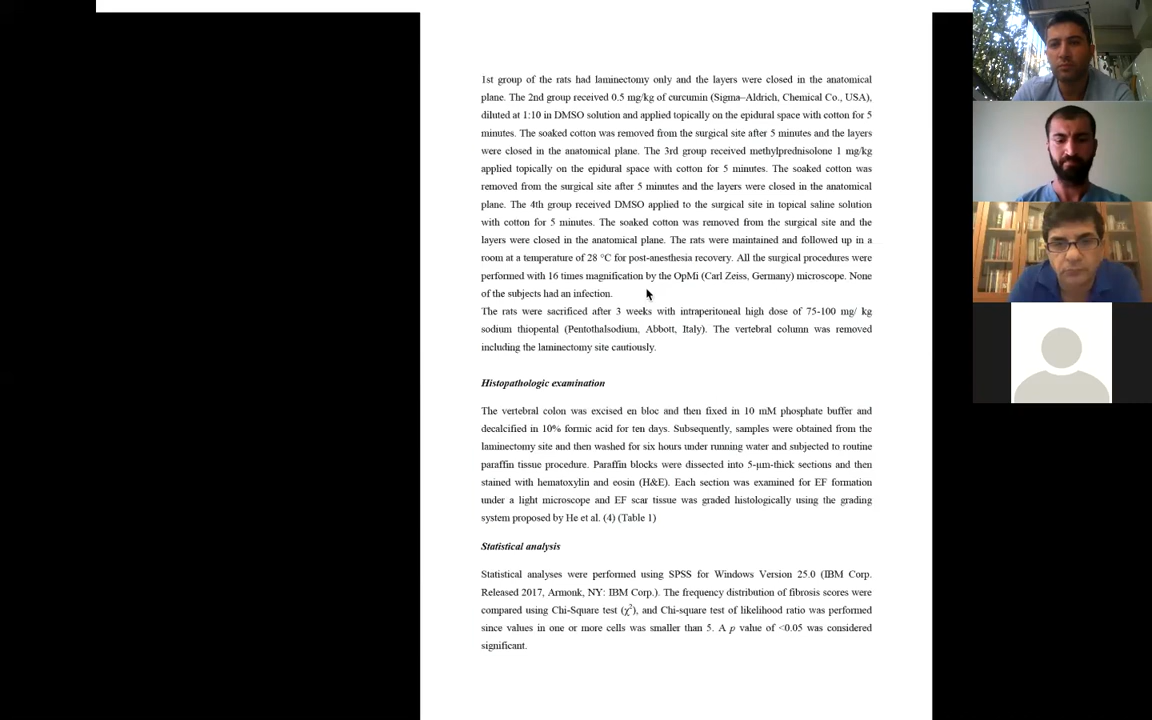 1st group of the rats had laminectomy only and the layers were closed in the anatomical
plane. The 2nd group received 0.5 mg/kg of curcumin (Sigma–Aldrich, Chemical Co., USA),
diluted at 1:10 in DMSO solution and applied topically on the epidural space with cotton for 5
minutes. The soaked cotton was removed from the surgical site after 5 minutes and the layers
were closed in the anatomical plane. The 3rd group received methylprednisolone 1 mg/kg
applied topically on the epidural space with cotton for 5 minutes. The soaked cotton was
removed from the surgical site after 5 minutes and the layers were closed in the anatomical
plane. The 4th group received DMSO applied to the surgical site in topical saline solution
with cotton for 5 minutes. The soaked cotton was removed from the surgical site and the
layers were closed in the anatomical plane. The rats were maintained and followed up in a
room at a temperature of 28 °C for post-anesthesia recovery. All the surgical procedures were
performed with 16 times magnification by the OpMi (Carl Zeiss, Germany) microscope. None
of the subjects had an infection.
The rats were sacrificed after 3 weeks with intraperitoneal high dose of 75-100 mg/ kg
sodium thiopental (Pentothalsodium, Abbott, Italy). The vertebral column was removed
including the laminectomy site cautiously.
Histopathologic examination
The vertebral colon was excised en bloc and then fixed in 10 mM phosphate buffer and
decalcified in 10% formic acid for ten days. Subsequently, samples were obtained from the
laminectomy site and then washed for six hours under running water and subjected to routine
paraffin tissue procedure. Paraffin blocks were dissected into 5-μm-thick sections and then
stained with hematoxylin and eosin (H&E). Each section was examined for EF formation
under a light microscope and EF scar tissue was graded histologically using the grading
system proposed by He et al. (4) (Table 1)
Statistical analysis
Statistical analyses were performed using SPSS for Windows Version 25.0 (IBM Corp.
Released 2017, Armonk, NY: IBM Corp.). The frequency distribution of fibrosis scores were
compared using Chi-Square test (χ²), and Chi-square test of likelihood ratio was performed
since values in one or more cells was smaller than 5. A p value of <0.05 was considered
significant.